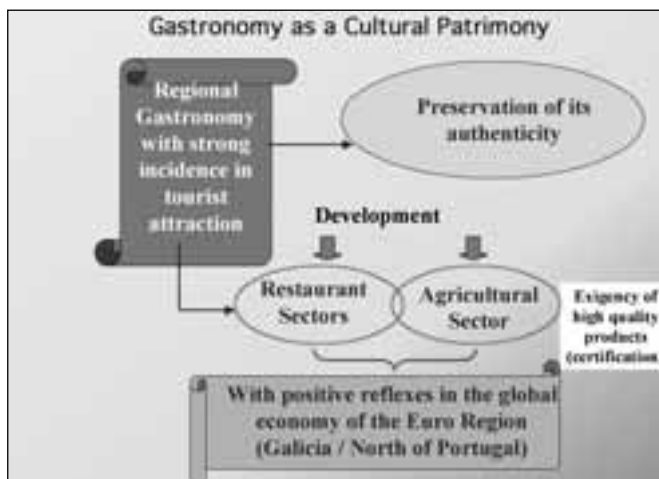 Gastronomy as a Cultural Patrimony
Regional
Gastronomy
with strong
incidence in
tourist
attraction
Preservation of its
authenticity
Development
Restaurant
Sectors
Agricultural
Sector
Exigency of
high quality
products
(certification
With positive reflexes in the global
economy of the Euro Region
(Galicia / North of Portugal)